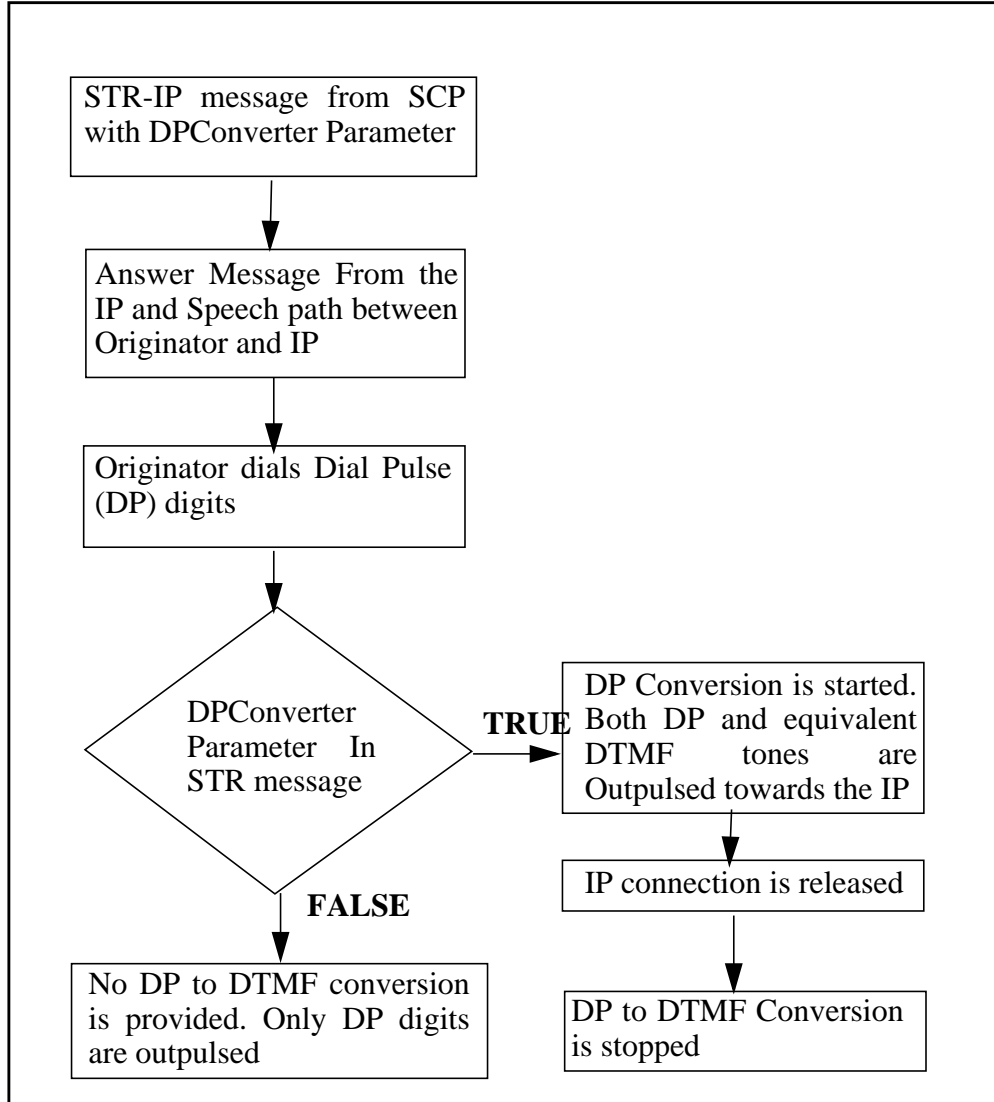 STR-IP message from SCP
with DPConverter Parameter
Answer Message From the
IP and Speech path between
Originator and IP
Originator dials Dial Pulse
(DP) digits
DPConverter
Parameter In
STR message
TRUE
DP Conversion is started.
Both DP and equivalent
DTMF tones are
Outpulsed towards the IP
IP connection is released
DP to DTMF Conversion
is stopped
FALSE
No DP to DTMF conversion
is provided. Only DP digits
are outpulsed